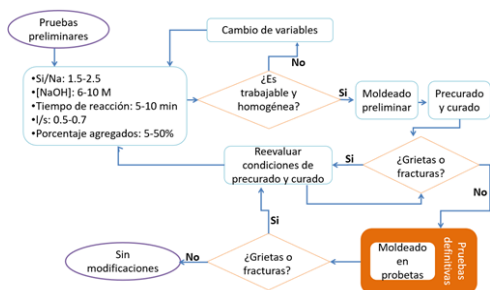 Pruebas
preliminares
Cambio de variables
No
•Si/Na: 1.5-2.5
•[NaOH]: 6-10 M
•Tiempo de reacción: 5-10 min
•l/s: 0.5-0.7
•Porcentaje agregados: 5-50%
¿Es
trabajable y
homogénea?
Si
Moldeado
preliminar
Precurado
y curado
Reevaluar
condiciones de
precurado y curado
Si
¿Grietas o
fracturas?
No
Si
Sin
modificaciones
No
¿Grietas o
fracturas?
Moldeado
en
probetas
Pruebas
definitivas